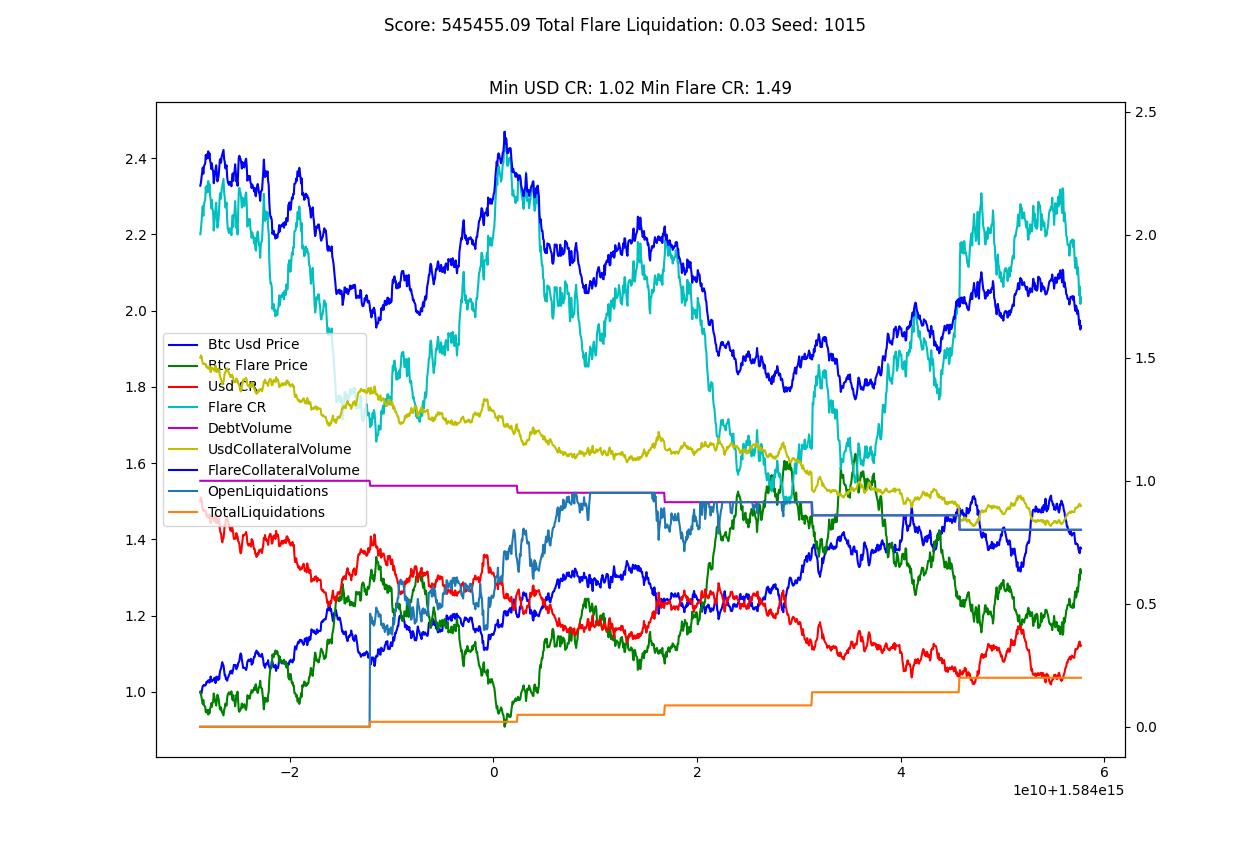 Score: 545455.09 Total Flare Liquidation: 0.03 Seed: 1015
Min USD CR: 1.02 Min Flare CR: 1.49
2.4
2.2
2.0
1.8
1.6
1.4
1.2
1.0
2.5
2.0
1.5
1.0
0.5
0.0
Btc Usd Price
Btc Flare Price
Usd CR
Flare CR
DebtVolume
UsdCollateralVolume
FlareCollateralVolume
OpenLiquidations
TotalLiquidations
−2 0 2 4 6
1e10+1.584e15